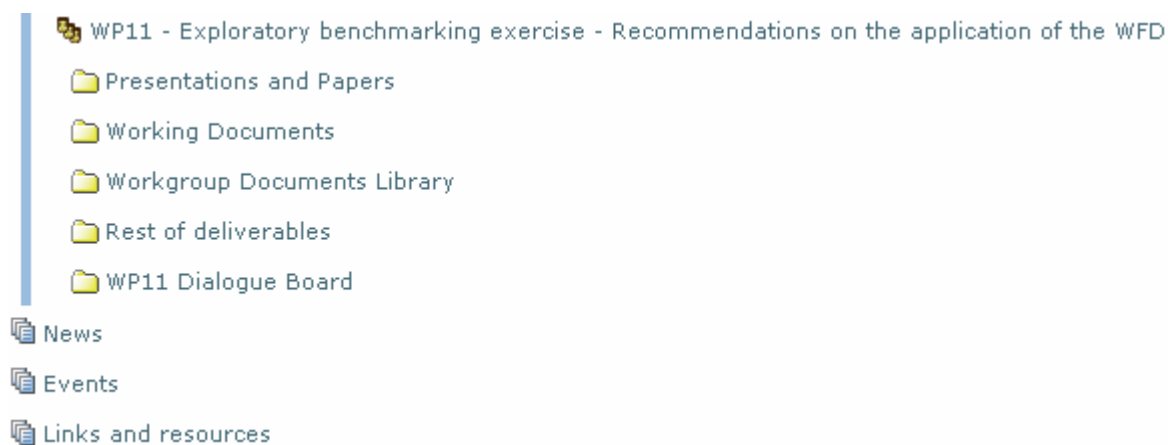 WP11 - Exploratory benchmarking exercise - Recommendations on the application of the WFD
Presentations and Papers
Working Documents
Workgroup Documents Library
Rest of deliverables
WP11 Dialogue Board
News
Events
Links and resources